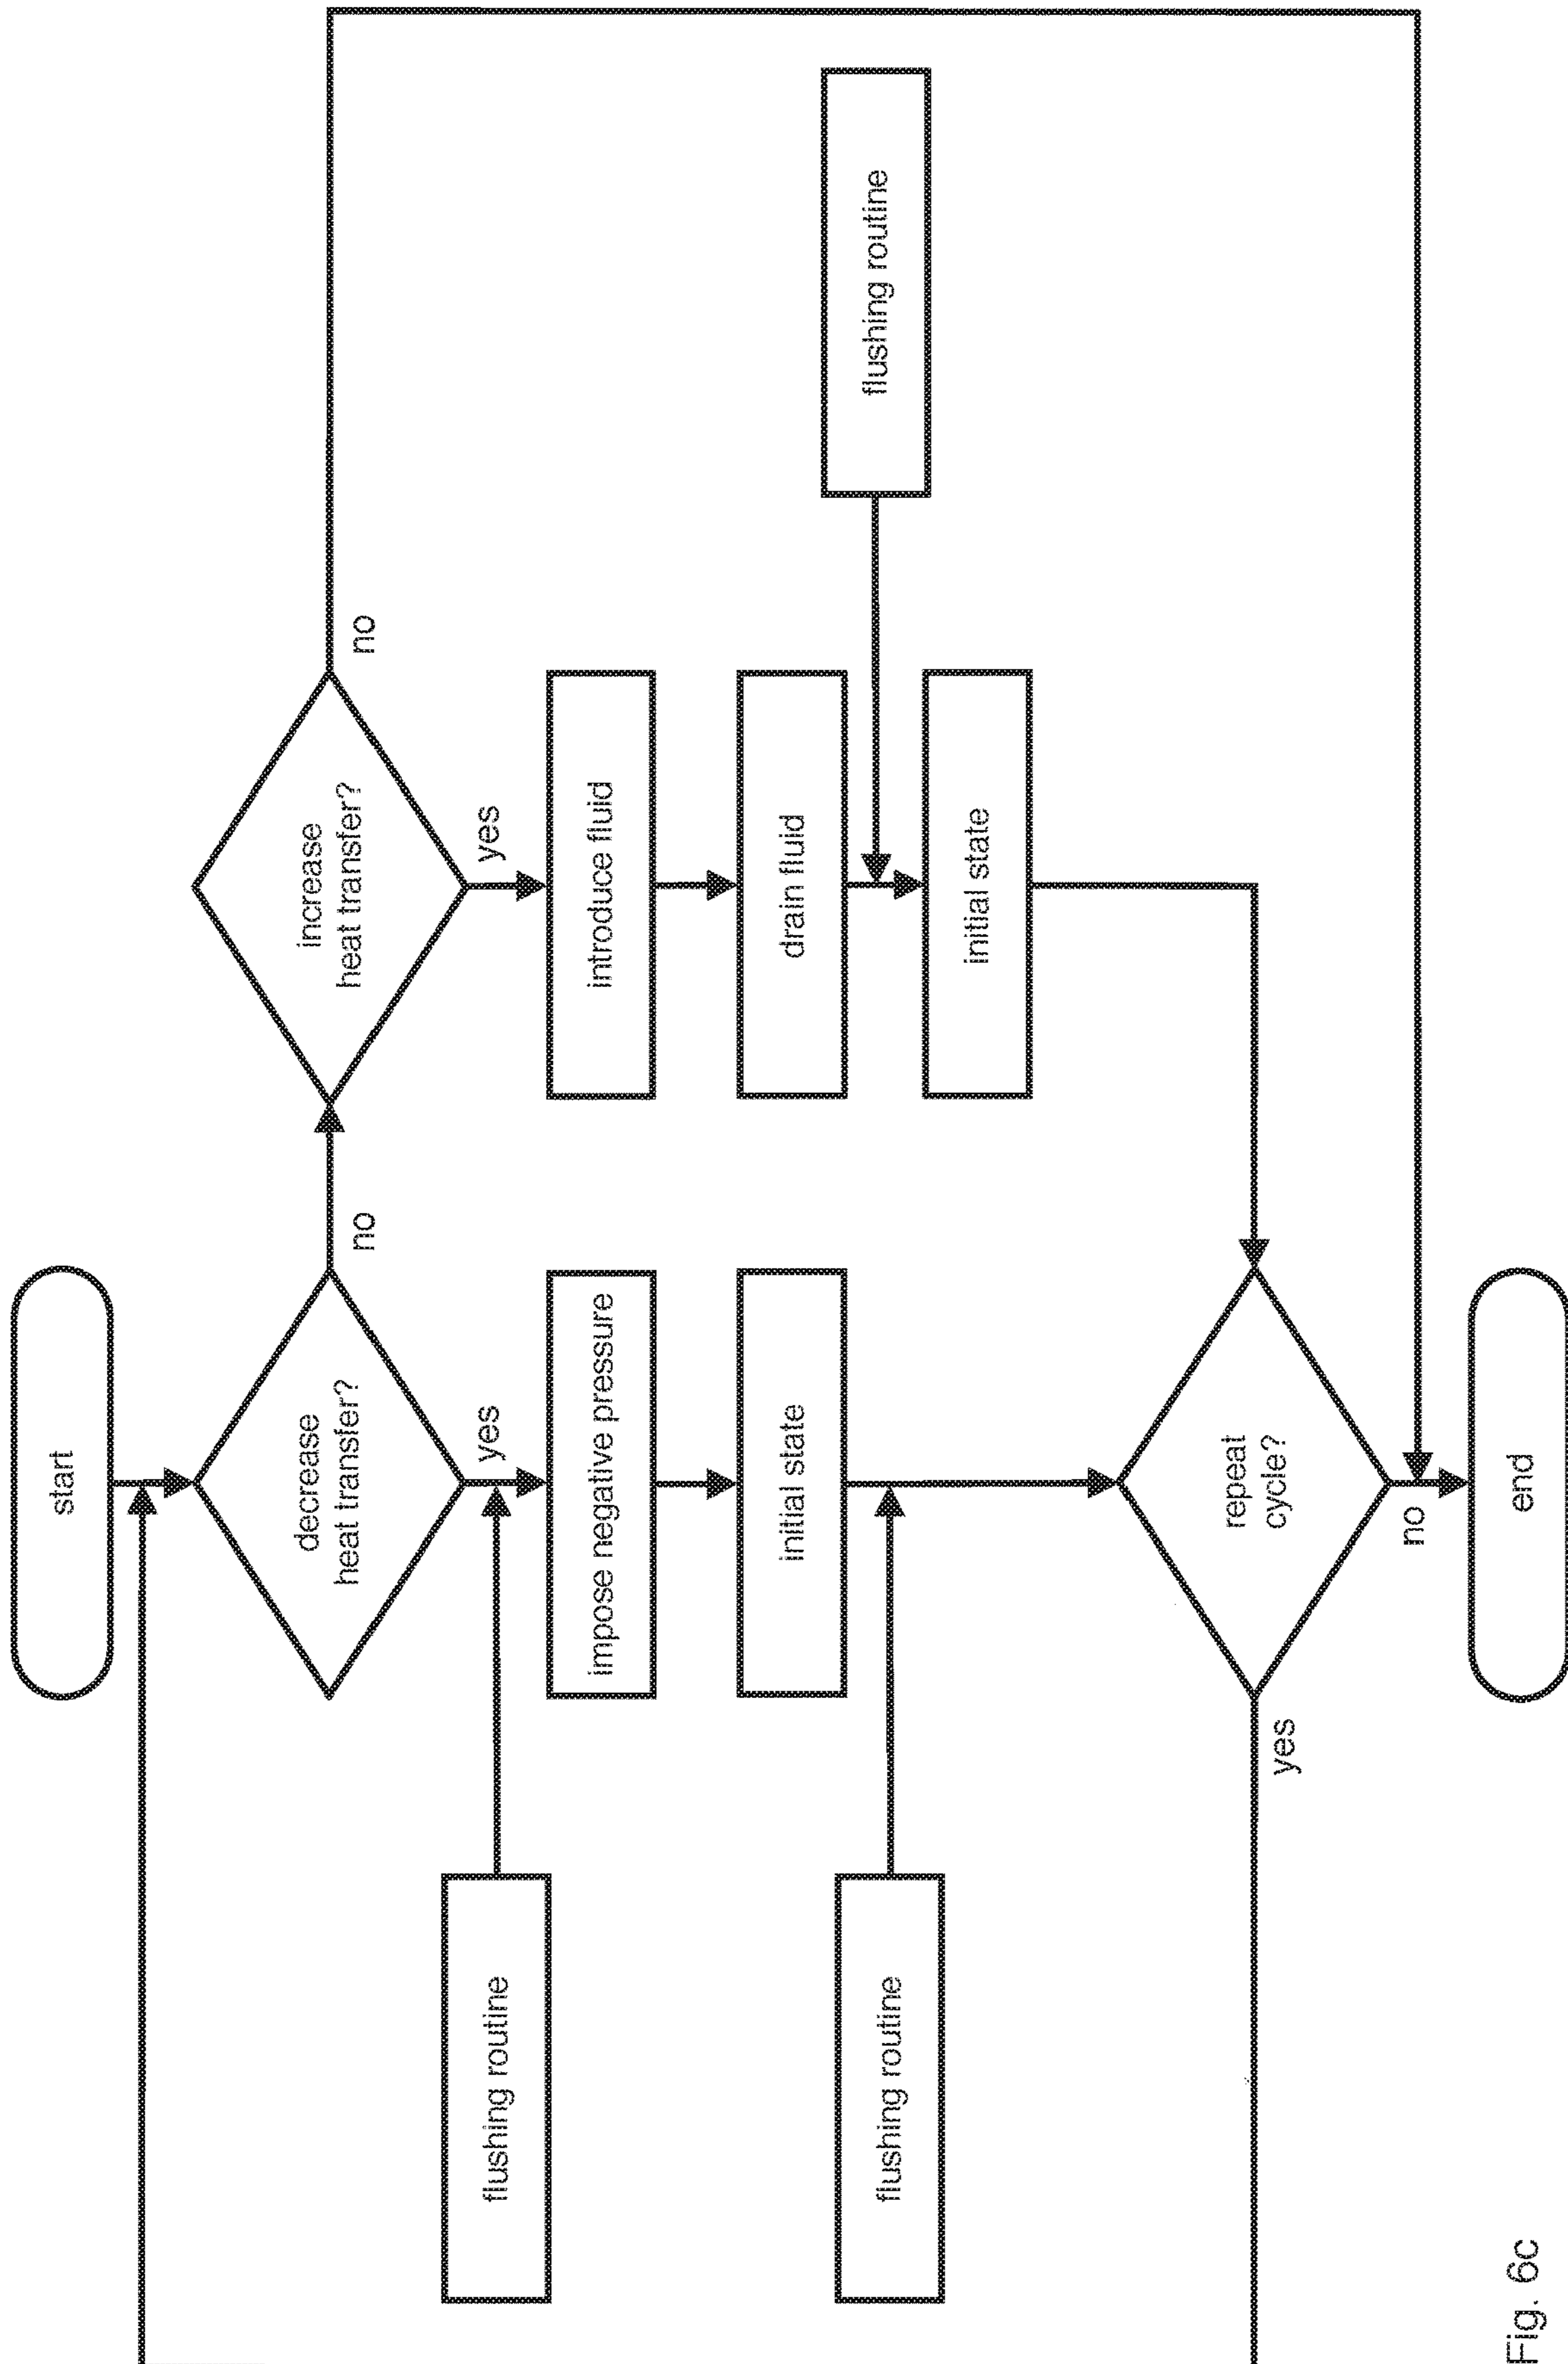 start
decrease
heat transfer?
no
increase
heat transfer?
no
yes
yes
flushing routine
impose negative pressure
introduce fluid
initial state
drain fluid
flushing routine
flushing routine
initial state
repeat
cycle?
yes
no
end
Fig. 6c